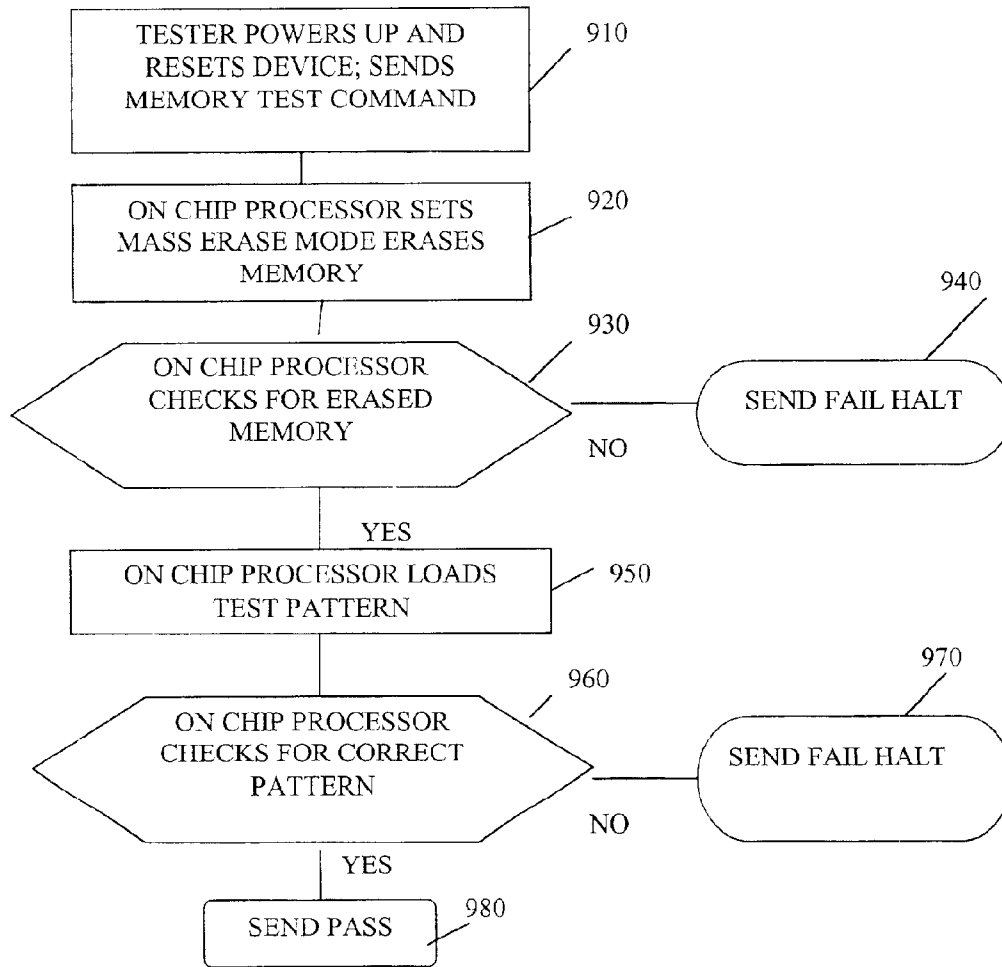 TESTER POWERS UP AND
RESETS DEVICE; SENDS
MEMORY TEST COMMAND
910
ON CHIP PROCESSOR SETS
MASS ERASE MODE ERASES
MEMORY
920
ON CHIP PROCESSOR
CHECKS FOR ERASED
MEMORY
930
940
SEND FAIL HALT
NO
YES
ON CHIP PROCESSOR LOADS
TEST PATTERN
950
ON CHIP PROCESSOR
CHECKS FOR CORRECT
PATTERN
960
970
SEND FAIL HALT
NO
YES
SEND PASS
980